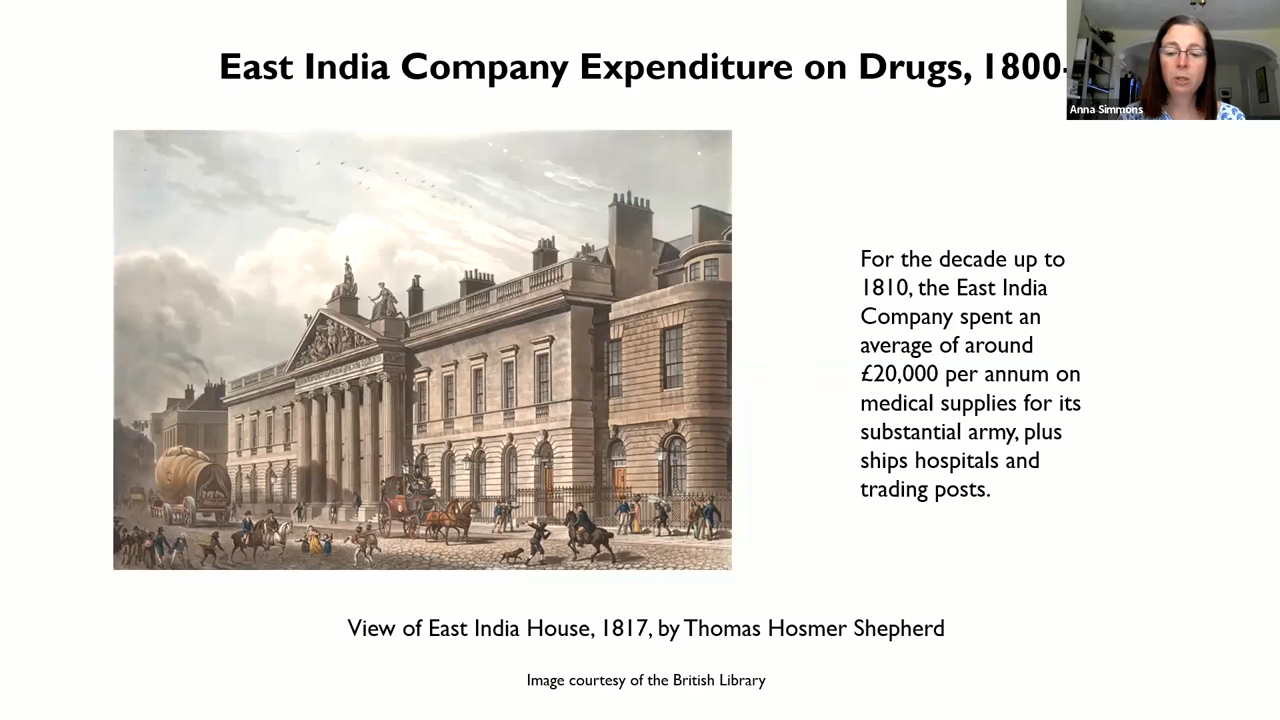 East India Company Expenditure on Drugs, 1800-
Anna Simmons
For the decade up to
1810, the East India
Company spent an
average of around
£20,000 per annum on
medical supplies for its
substantial army, plus
ships hospitals and
trading posts.
View of East India House, 1817, by Thomas Hosmer Shepherd
Image courtesy of the British Library